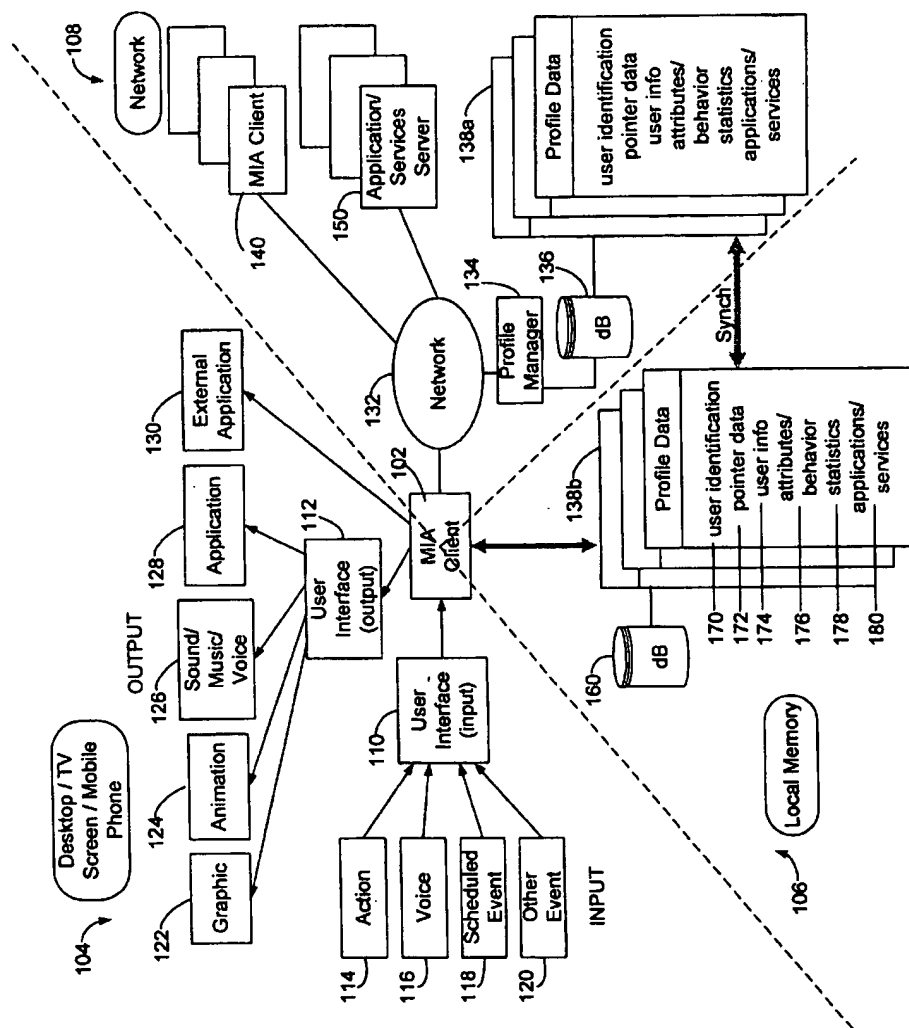 104
Desktop / TV
Screen / Mobile
Phone
OUTPUT
122
Graphic
124
Animation
126
Sound/
Music/
Voice
128
Application
130
External
Application
108
Network
112
User
Interface
(output)
114
Action
116
Voice
118
Scheduled
Event
120
Other
Event
INPUT
110
User
Interface
(input)
102
MIA
Client
132
Network
140
MIA Client
150
Application/
Services
Server
134
Profile
Manager
136
dB
138a
Profile Data
user identification
pointer data
user info
attributes/
behavior
statistics
applications/
services
Synch
138b
Profile Data
user identification
pointer data
user info
attributes/
behavior
statistics
applications/
services
160
dB
170
172
174
176
178
180
106
Local Memory